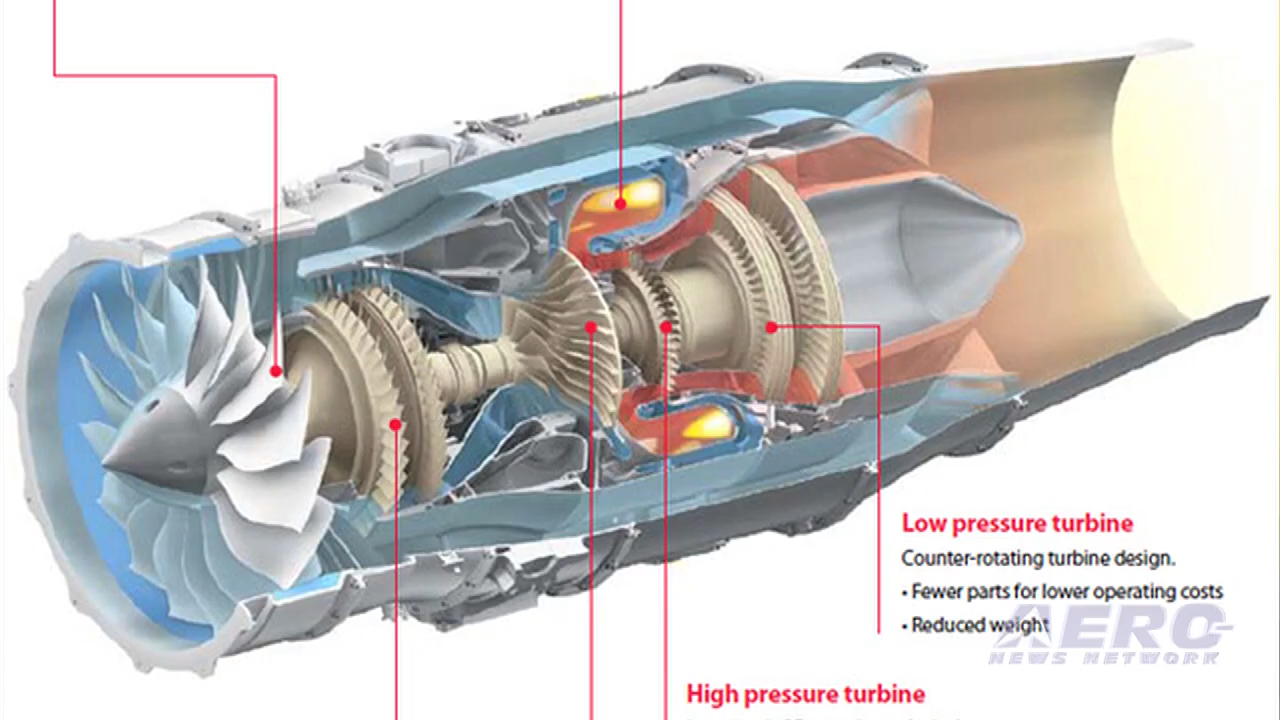 Low pressure turbine
Counter-rotating turbine design.
• Fewer parts for lower operating costs
• Reduced weight
AERO
NEWS NETWORK
High pressure turbine